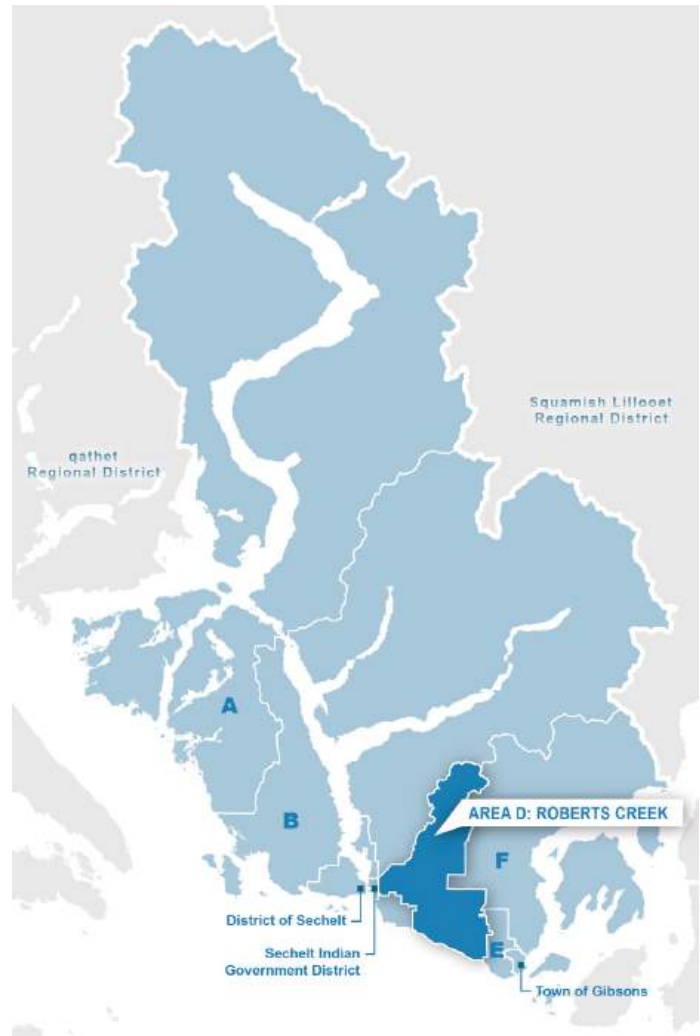 Squamish Lillooet
Regional District
qathet
Regional District
A
B
AREA D: ROBERTS CREEK
F
District of Sechelt
Sechelt Indian
Government District
E
Town of Gibsons